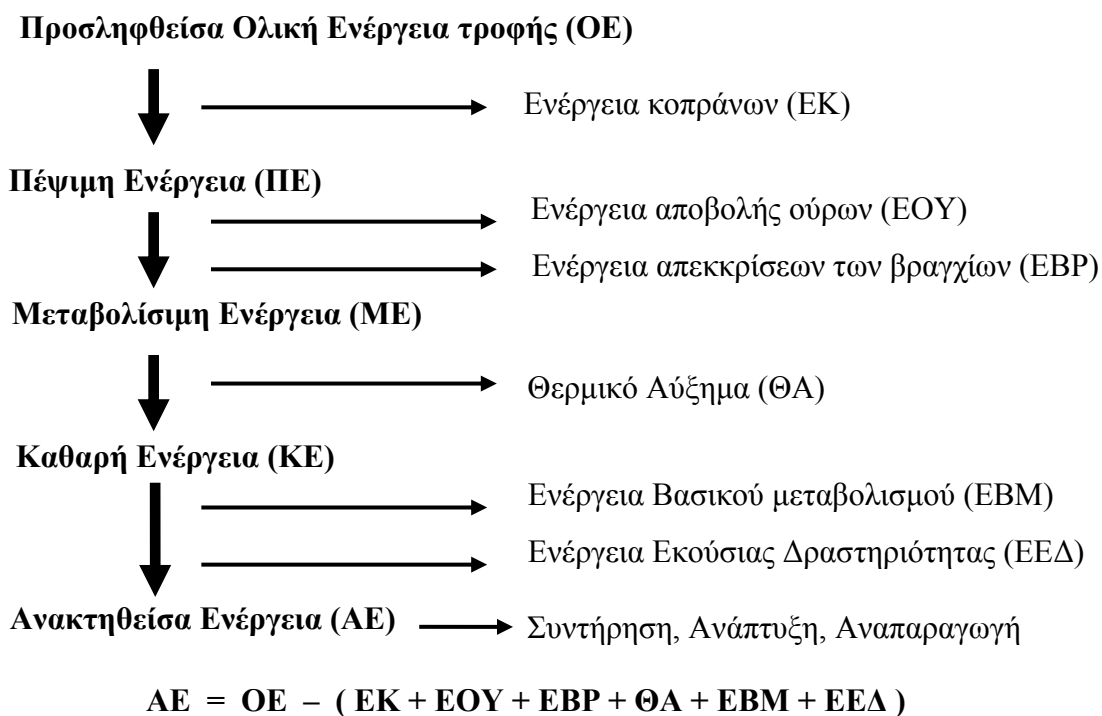 Προσληφθείσα Ολική Ενέργεια τροφής (ΟΕ)
Ενέργεια κοπράνων (ΕΚ)
Πέψιμη Ενέργεια (ΠΕ)
Ενέργεια αποβολής ούρων (ΕΟΥ)
Ενέργεια απεκκρίσεων των βραγχίων (ΕΒΡ)
Μεταβολίσιμη Ενέργεια (ΜΕ)
Θερμικό Αύξημα (ΘΑ)
Καθαρή Ενέργεια (ΚΕ)
Ενέργεια Βασικού μεταβολισμού (ΕΒΜ)
Ενέργεια Εκούσιας Δραστηριότητας (ΕΕΔ)
Ανακτηθείσα Ενέργεια (ΑΕ) Συντήρηση, Ανάπτυξη, Αναπαραγωγή
ΑΕ = ΟΕ – ( ΕΚ + ΕΟΥ + ΕΒΡ + ΘΑ + ΕΒΜ + ΕΕΔ )